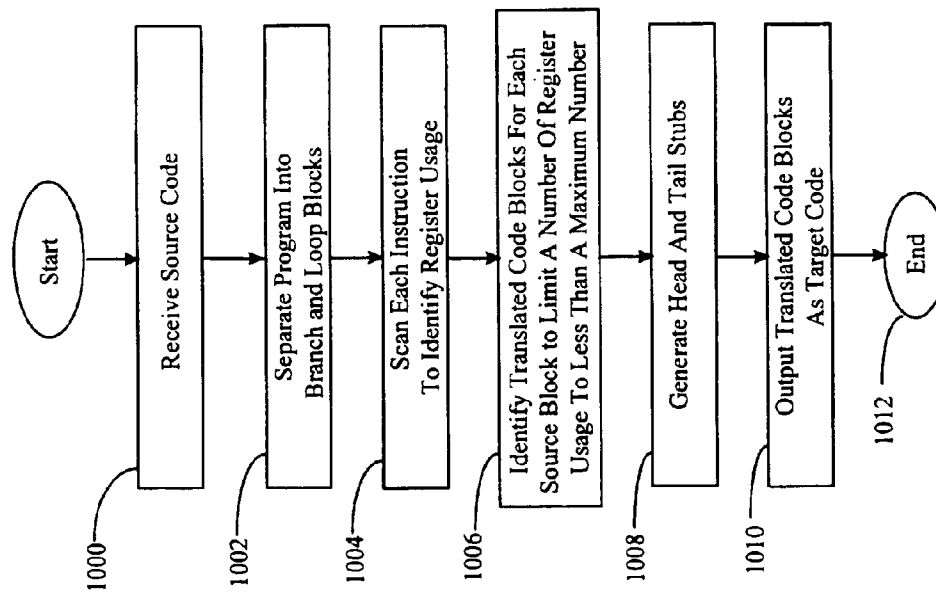 Start
1000
Receive Source Code
1002
Separate Program Into
Branch and Loop Blocks
1004
Scan Each Instruction
To Identify Register Usage
1006
Identify Translated Code Blocks For Each
Source Block to Limit A Number Of Register
Usage To Less Than A Maximum Number
1008
Generate Head And Tail Stubs
1010
Output Translated Code Blocks
As Target Code
1012
End